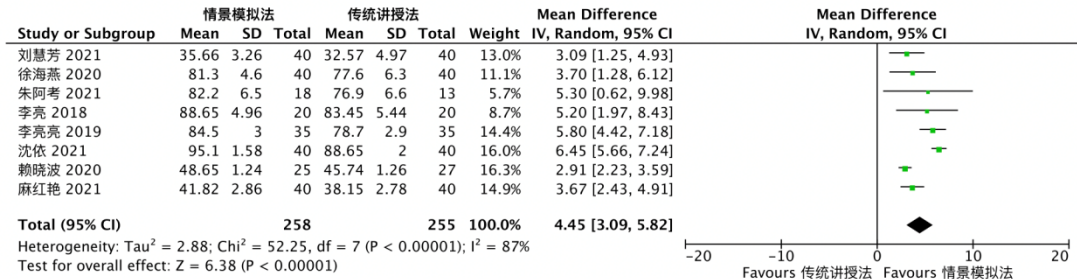 情景模拟法 传统讲授法 Mean Difference Mean Difference
Study or Subgroup Mean SD Total Mean SD Total Weight IV, Random, 95% CI IV, Random, 95% CI
刘慧芳 2021 35.66 3.26 40 32.57 4.97 40 13.0% 3.09 [1.25, 4.93]
徐海燕 2020 81.3 4.6 40 77.6 6.3 40 11.1% 3.70 [1.28, 6.12]
朱阿考 2021 82.2 6.5 18 76.9 6.6 13 5.7% 5.30 [0.62, 9.98]
李亮 2018 88.65 4.96 20 83.45 5.44 20 8.7% 5.20 [1.97, 8.43]
李亮亮 2019 84.5 3 35 78.7 2.9 35 14.4% 5.80 [4.42, 7.18]
沈依 2021 95.1 1.58 40 88.65 2 40 16.0% 6.45 [5.66, 7.24]
赖晓波 2020 48.65 1.24 25 45.74 1.26 27 16.3% 2.91 [2.23, 3.59]
麻红艳 2021 41.82 2.86 40 38.15 2.78 40 14.9% 3.67 [2.43, 4.91]
Total (95% CI) 258 255 100.0% 4.45 [3.09, 5.82]
Heterogeneity: Tau² = 2.88; Chi² = 52.25, df = 7 (P < 0.00001); I² = 87%
Test for overall effect: Z = 6.38 (P < 0.00001)
-20 -10 0 10 20
Favours 传统讲授法 Favours 情景模拟法